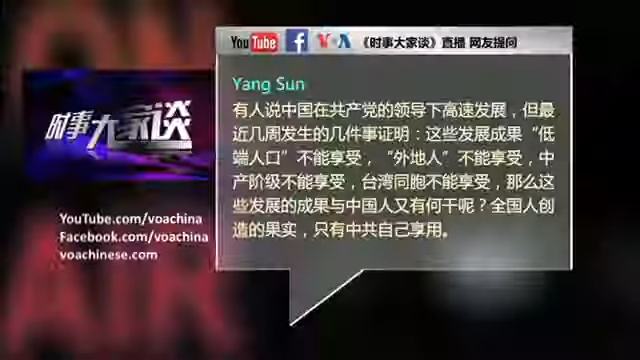 YouTube f VOA 《时事大家谈》直播 网友提问
Yang Sun
有人说中国在共产党的领导下高速发展，但最
近几周发生的几件事证明：这些发展成果“低
端人口”不能享受，“外地人”不能享受，中
产阶级不能享受，台湾同胞不能享受，那么这
些发展的成果与中国人又有何干呢？全国人创
造的果实，只有中共自己享用。
时事大家谈
YouTube.com/voachina
Facebook.com/voachina
voachinese.com
ON
AIR